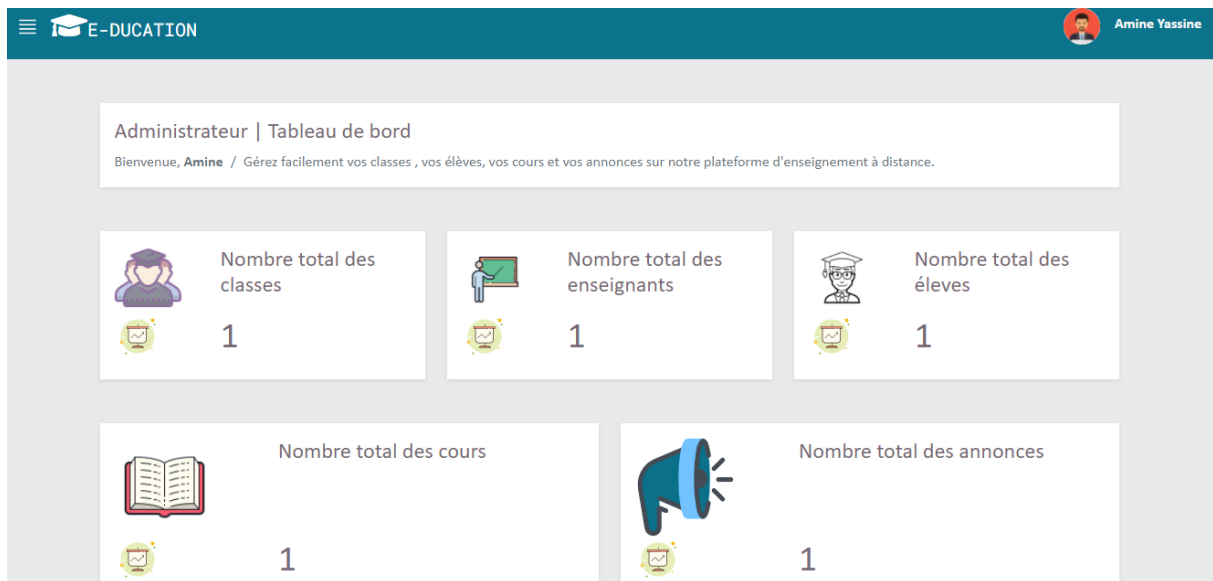 E-DUCATION
Amine Yassine
Administrateur | Tableau de bord
Bienvenue, Amine / Gérez facilement vos classes , vos élèves, vos cours et vos annonces sur notre plateforme d'enseignement à distance.
Nombre total des
classes
1
Nombre total des
enseignants
1
Nombre total des
éleves
1
Nombre total des cours
1
Nombre total des annonces
1